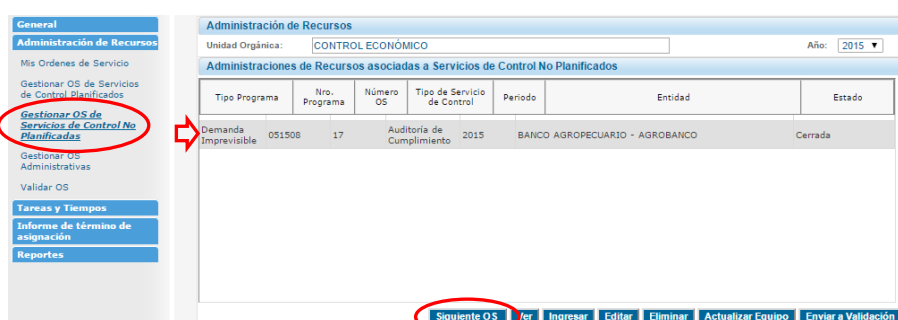 General
Administración de Recursos
Mis Ordenes de Servicio
Gestionar OS de Servicios
de Control Planificados
Gestionar OS de
Servicios de Control No
Planificadas
Gestionar OS
Administrativas
Validar OS
Tareas y Tiempos
Informe de término de
asignación
Reportes
Administración de Recursos
Unidad Orgánica: CONTROL ECONÓMICO Año: 2015 ▼
Administraciones de Recursos asociadas a Servicios de Control No Planificados
Tipo Programa Nro. Programa Número OS Tipo de Servicio de Control Periodo Entidad Estado
Demanda Imprevisible 051508 17 Auditoría de Cumplimiento 2015 BANCO AGROPECUARIO - AGROBANCO Cerrada
Siguiente OS Ver Ingresar Editar Eliminar Actualizar Equipo Enviar a Validación